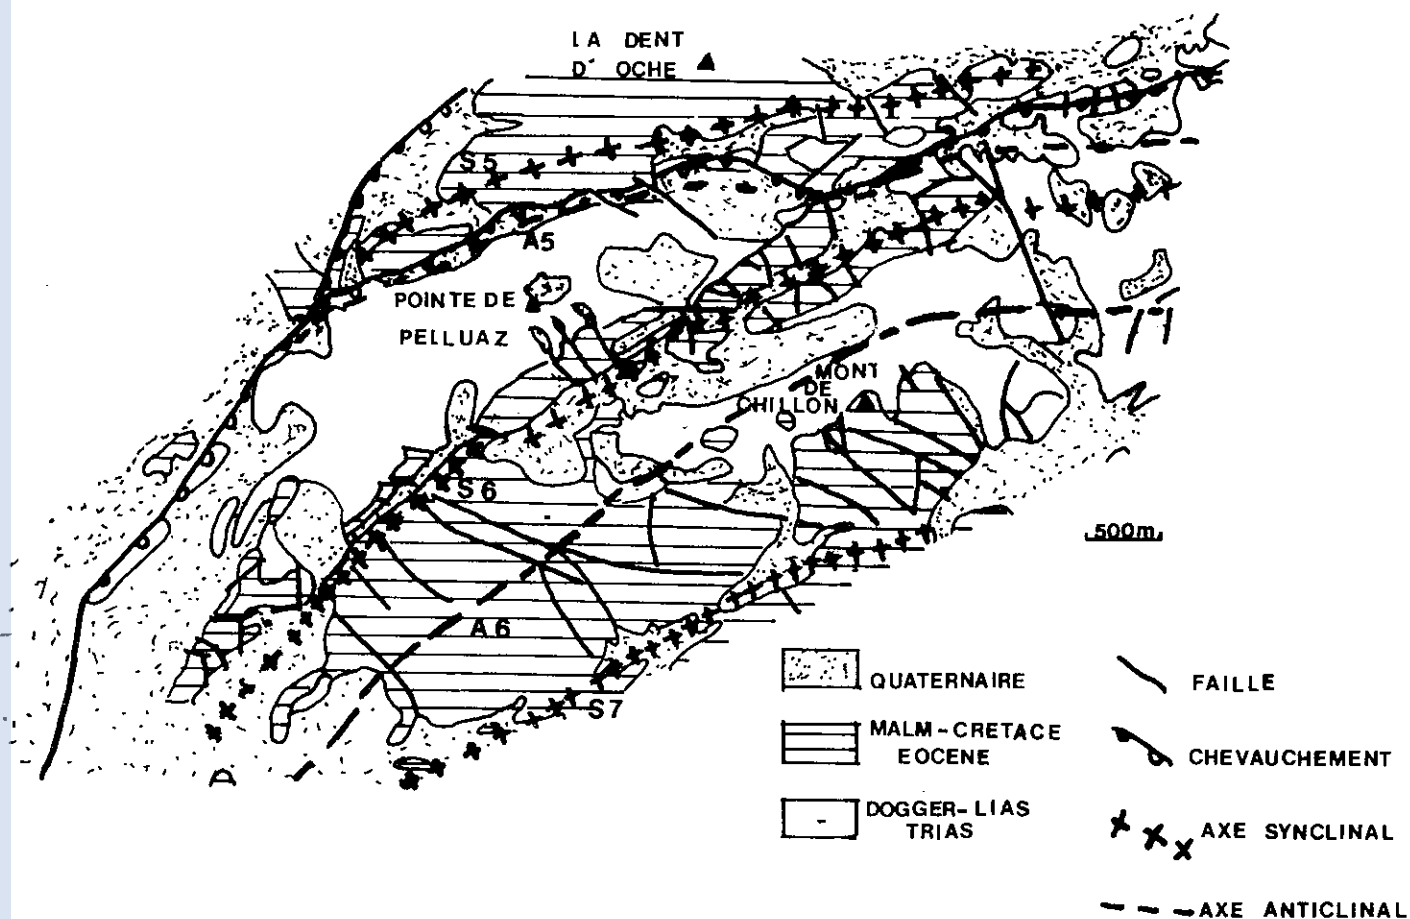 LA DENT
D' OCHE
S5
A5
POINTE DE
PELLUAZ
MONT
DE
CHILLON
S6
A6
S7
500m
QUATERNAIRE
MALM-CRETACE
EOCENE
DOGGER-LIAS
TRIAS
FAILLE
CHEVAUCHEMENT
AXE SYNCLINAL
AXE ANTICLINAL